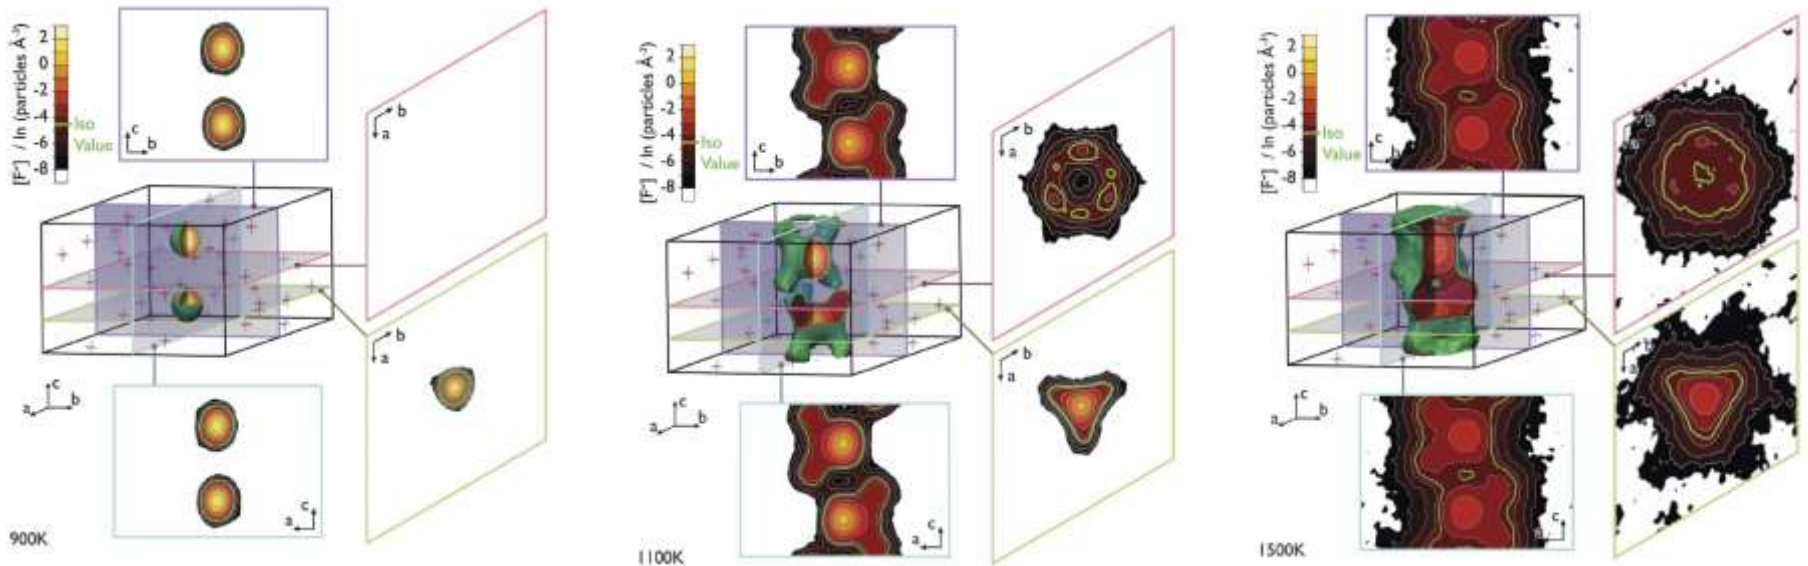 [F⁻] / ln (particles Å⁻³)
2
0
-2
-4
-6
-8
Iso
Value
c
b
b
a
b
a
c
a
b
c
a
900K
[F⁻] / ln (particles Å⁻³)
2
0
-2
-4
-6
-8
Iso
Value
c
b
b
a
b
a
c
a
b
c
a
1100K
[F⁻] / ln (particles Å⁻³)
2
0
-2
-4
-6
-8
Iso
Value
c
b
c
a
b
c
1500K